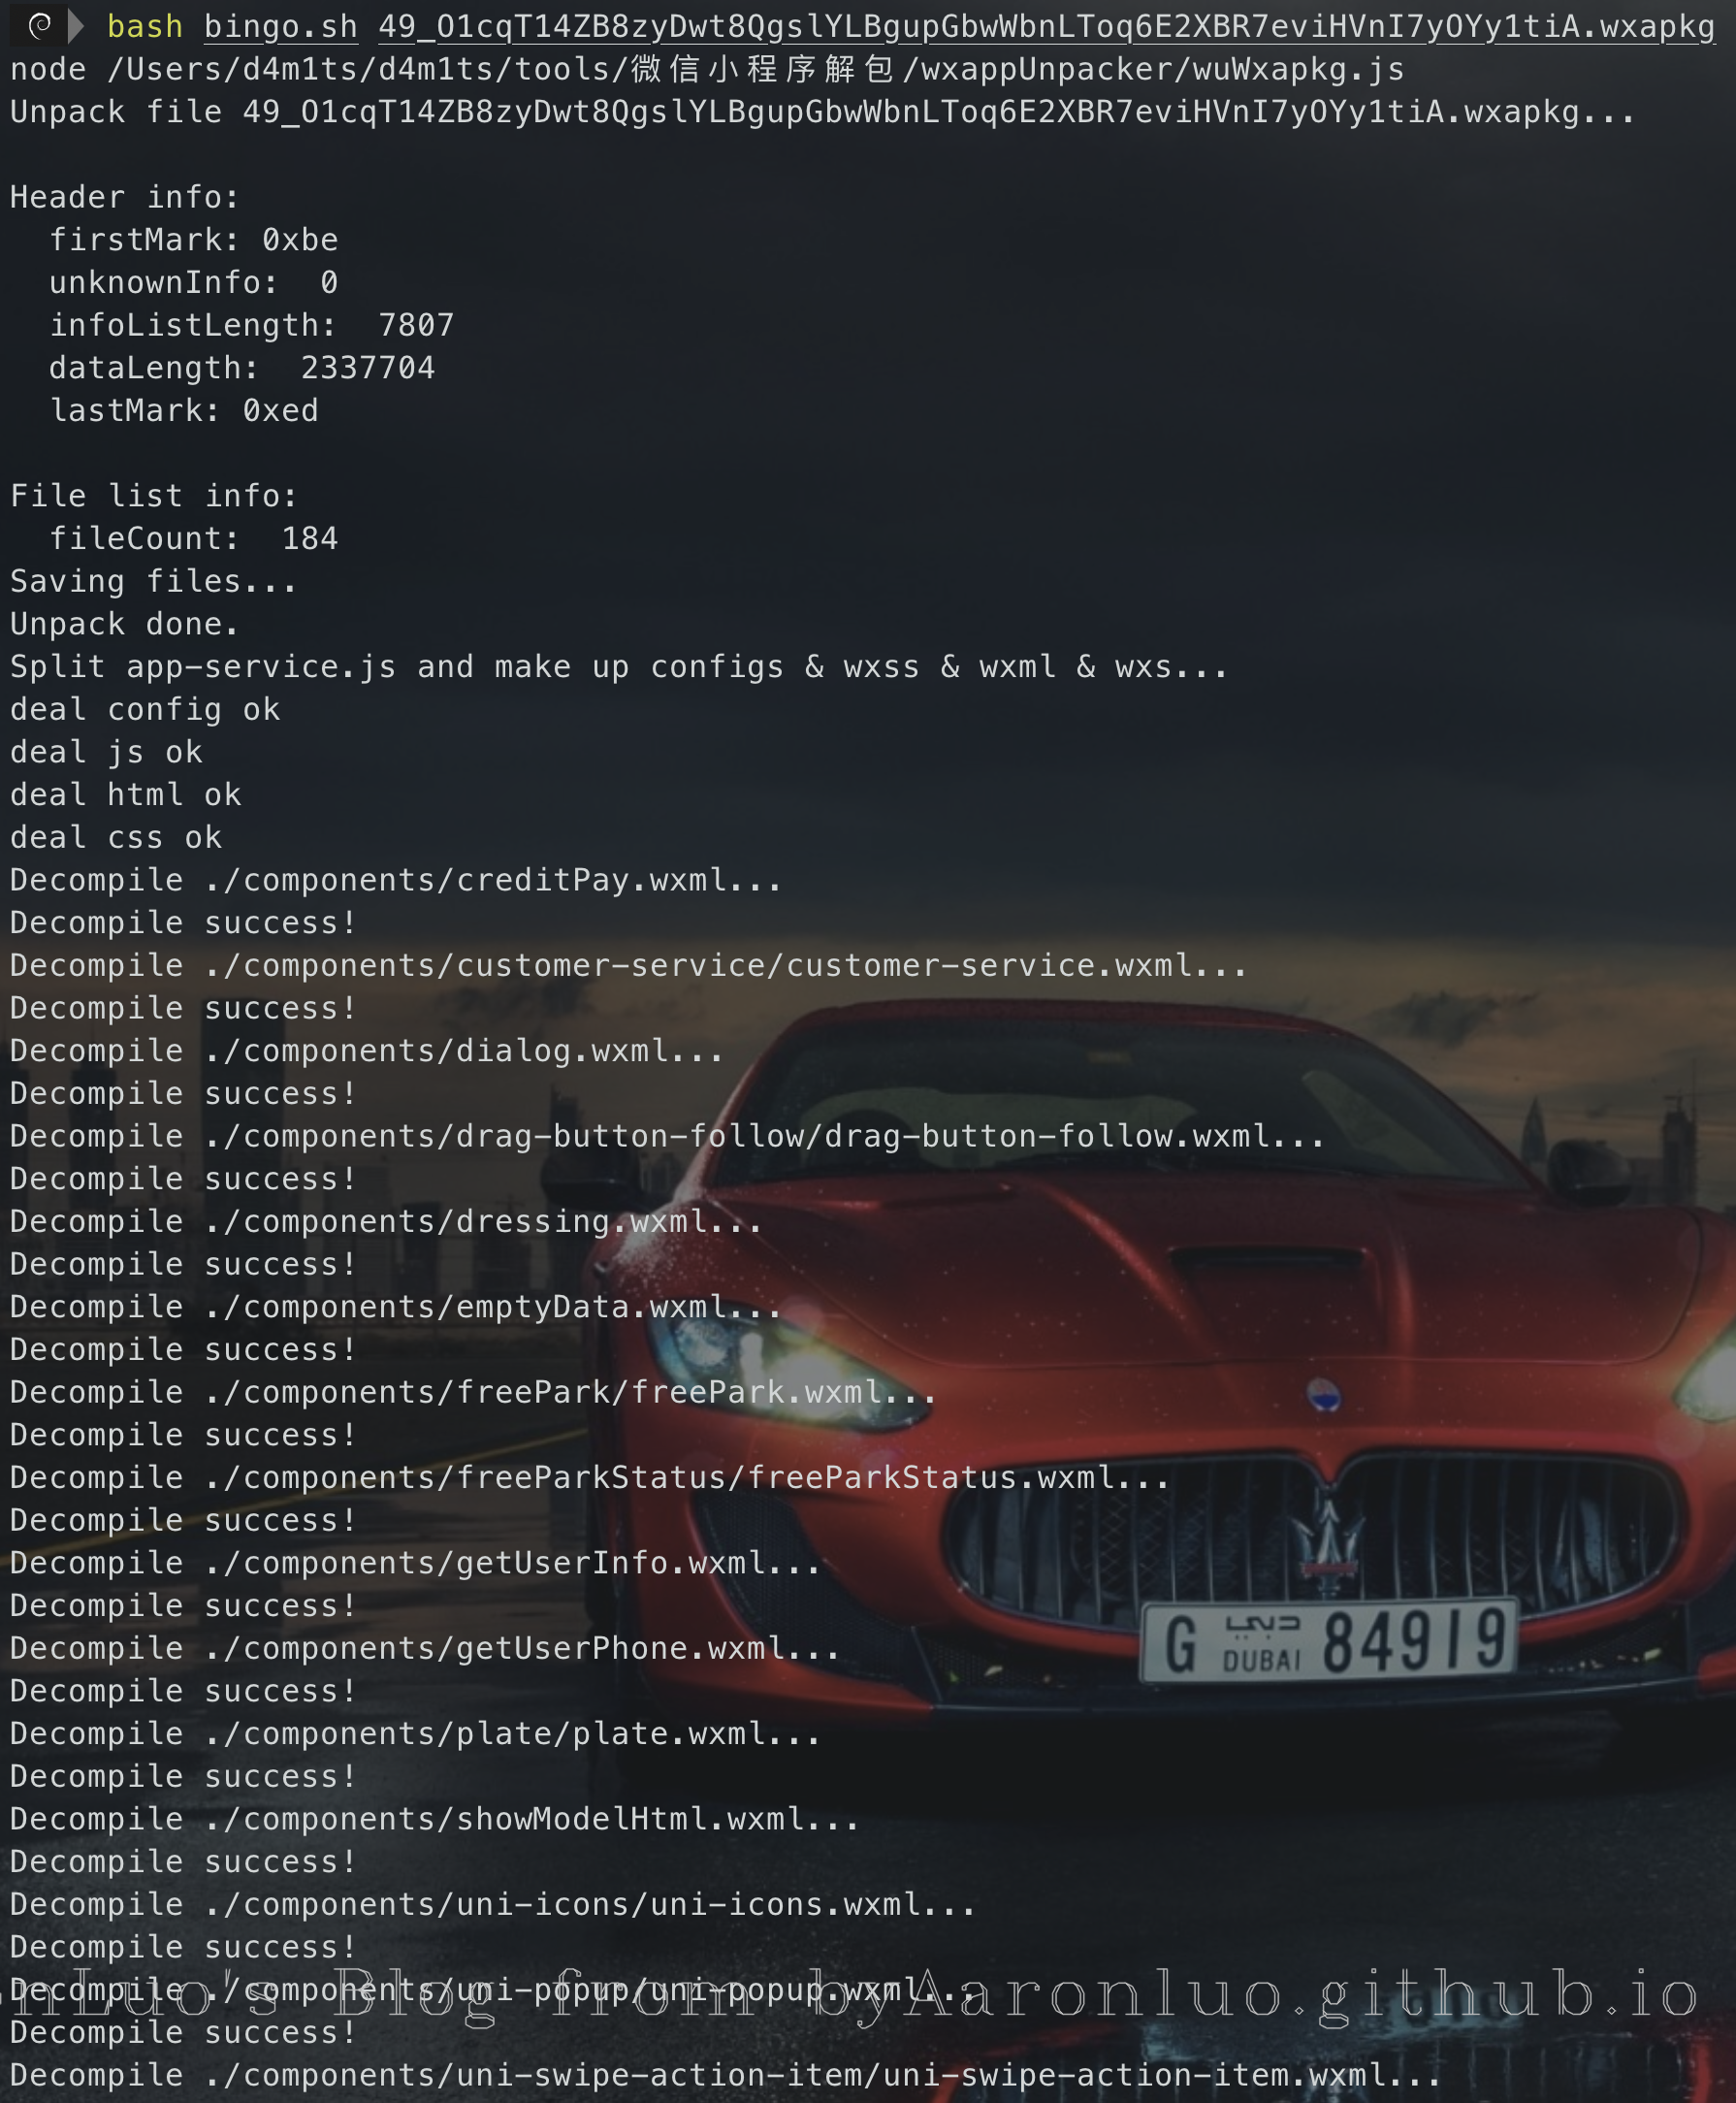 bash bingo.sh 49_O1cqT14ZB8zyDwt8QgslYLBgupGbwWbnLToq6E2XBR7eviHVnI7yOYy1tiA.wxapkg
node /Users/d4m1ts/d4m1ts/tools/微信小程序解包/wxappUnpacker/wuWxapkg.js
Unpack file 49_O1cqT14ZB8zyDwt8QgslYLBgupGbwWbnLToq6E2XBR7eviHVnI7yOYy1tiA.wxapkg...
Header info:
firstMark: 0xbe
unknownInfo:  0
infoListLength:  7807
dataLength:  2337704
lastMark: 0xed
File list info:
fileCount:  184
Saving files...
Unpack done.
Split app-service.js and make up configs & wxss & wxml & wxs...
deal config ok
deal js ok
deal html ok
deal css ok
Decompile ./components/creditPay.wxml...
Decompile success!
Decompile ./components/customer-service/customer-service.wxml...
Decompile success!
Decompile ./components/dialog.wxml...
Decompile success!
Decompile ./components/drag-button-follow/drag-button-follow.wxml...
Decompile success!
Decompile ./components/dressing.wxml...
Decompile success!
Decompile ./components/emptyData.wxml...
Decompile success!
Decompile ./components/freePark/freePark.wxml...
Decompile success!
Decompile ./components/freeParkStatus/freeParkStatus.wxml...
Decompile success!
Decompile ./components/getUserInfo.wxml...
Decompile success!
Decompile ./components/getUserPhone.wxml...
G دبي DUBAI 84919
Decompile success!
Decompile ./components/plate/plate.wxml...
Decompile success!
Decompile ./components/showModelHtml.wxml...
Decompile success!
Decompile ./components/uni-icons/uni-icons.wxml...
Decompile success!
Decompile ./components/uni-popup/uni-popup.wxml...
nLuo's Blog from byAaronluo.github.io
Decompile success!
Decompile ./components/uni-swipe-action-item/uni-swipe-action-item.wxml...